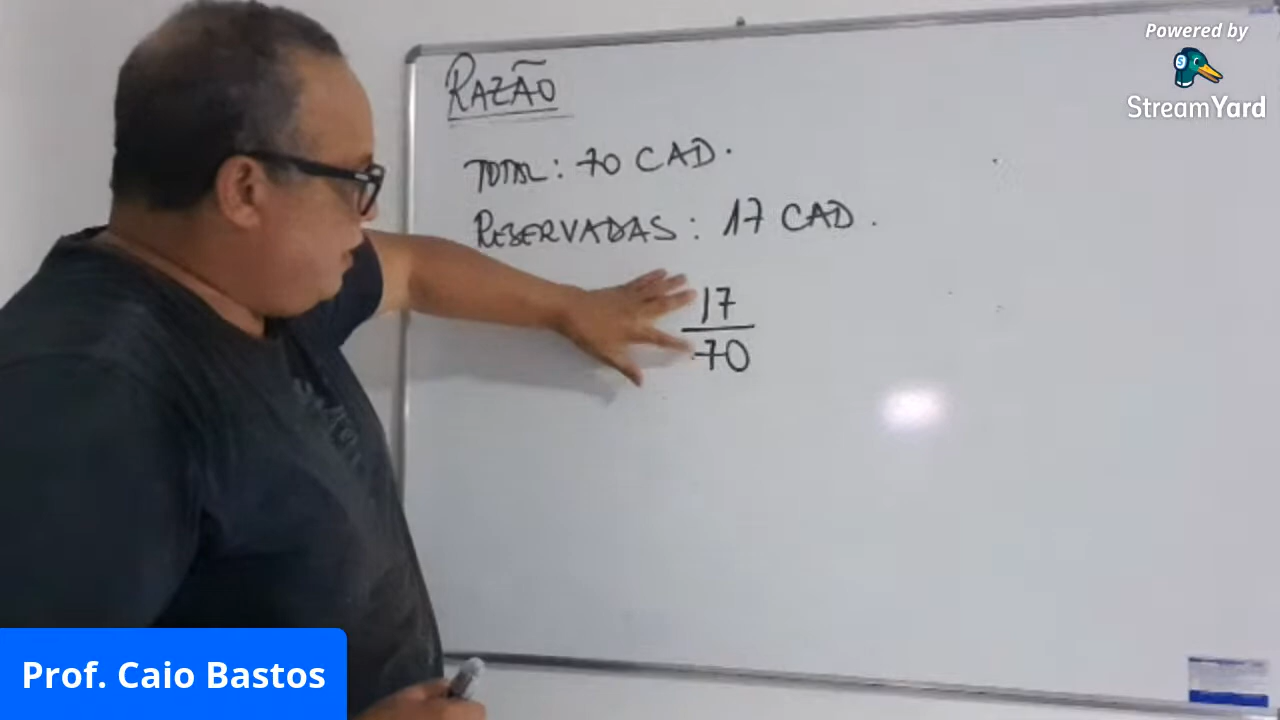 Powered by
StreamYard
RAZÃO
TOTAL: 70 CAD.
RESERVADAS: 17 CAD.
17
70
Prof. Caio Bastos